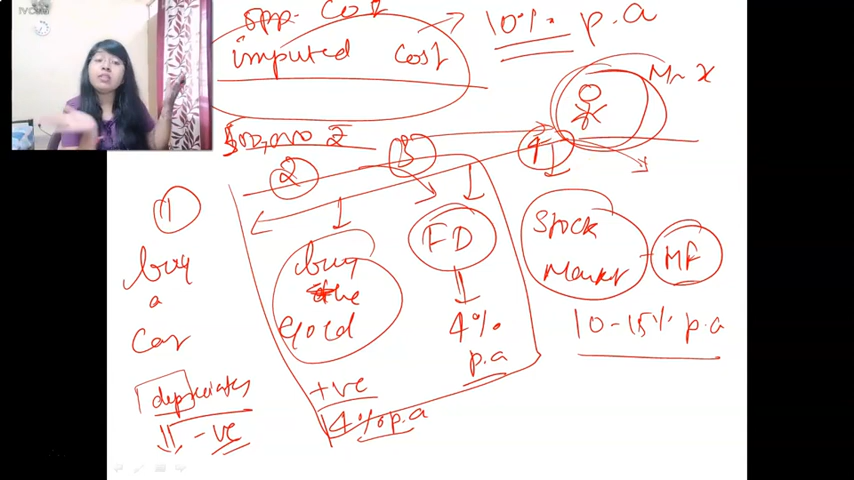 opp. Cost
imputed cost
10% p.a
Mr X
2
3
4
1
buy
a
Car
depreciates
-ve
buy
the
Gold
+ve
4% p.a
FD
4%
p.a
Stock
Market
MF
10-15% p.a